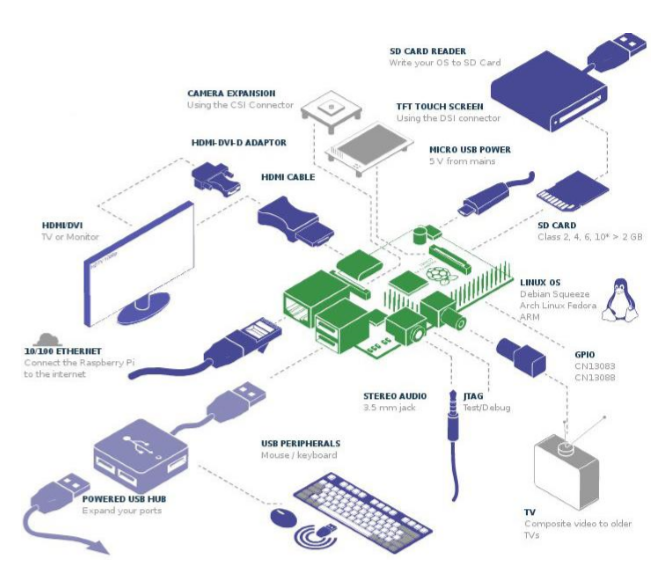 SD CARD READER
Write your OS to SD Card
CAMERA EXPANSION
Using the CSI Connector
TFT TOUCH SCREEN
Using the DSI connector
HDMI-DVI-D ADAPTOR
MICRO USB POWER
5 V from mains
HDMI CABLE
HDMI/DVI
TV or Monitor
SD CARD
Class 2, 4, 6, 10* > 2 GB
LINUX OS
Debian Squeeze
Arch Linux Fedora
ARM
10/100 ETHERNET
Connect the Raspberry Pi
to the internet
GPIO
CN13083
CN13088
STEREO AUDIO
3.5 mm jack
JTAG
Test/Debug
USB PERIPHERALS
Mouse / keyboard
POWERED USB HUB
Expand your ports
TV
Composite video to older
TVs